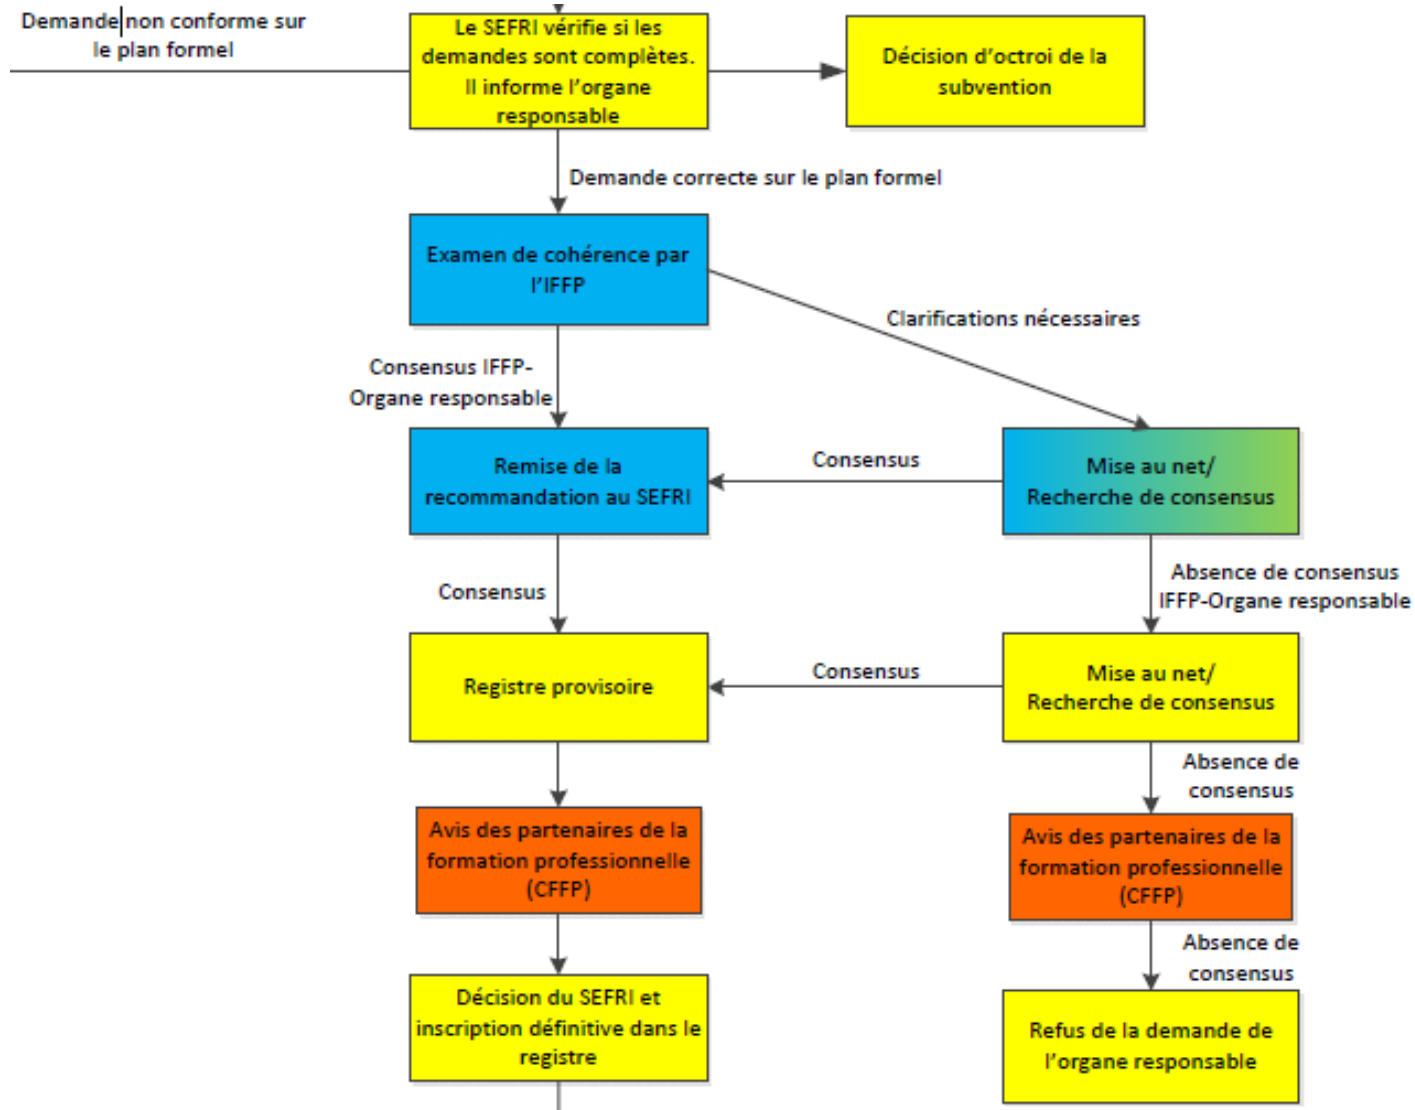 Demande non conforme sur
le plan formel
Le SEFRI vérifie si les
demandes sont complètes.
Il informe l'organe
responsable
Décision d'octroi de la
subvention
Demande correcte sur le plan formel
Examen de cohérence par
l'IFFP
Clarifications nécessaires
Consensus IFFP-
Organe responsable
Remise de la
recommandation au SEFRI
Consensus
Mise au net/
Recherche de consensus
Consensus
Absence de consensus
IFFP-Organe responsable
Registre provisoire
Consensus
Mise au net/
Recherche de consensus
Absence de
consensus
Avis des partenaires de la
formation professionnelle
(CFFP)
Avis des partenaires de la
formation professionnelle
(CFFP)
Absence de
consensus
Décision du SEFRI et
inscription définitive dans le
registre
Refus de la demande de
l'organe responsable